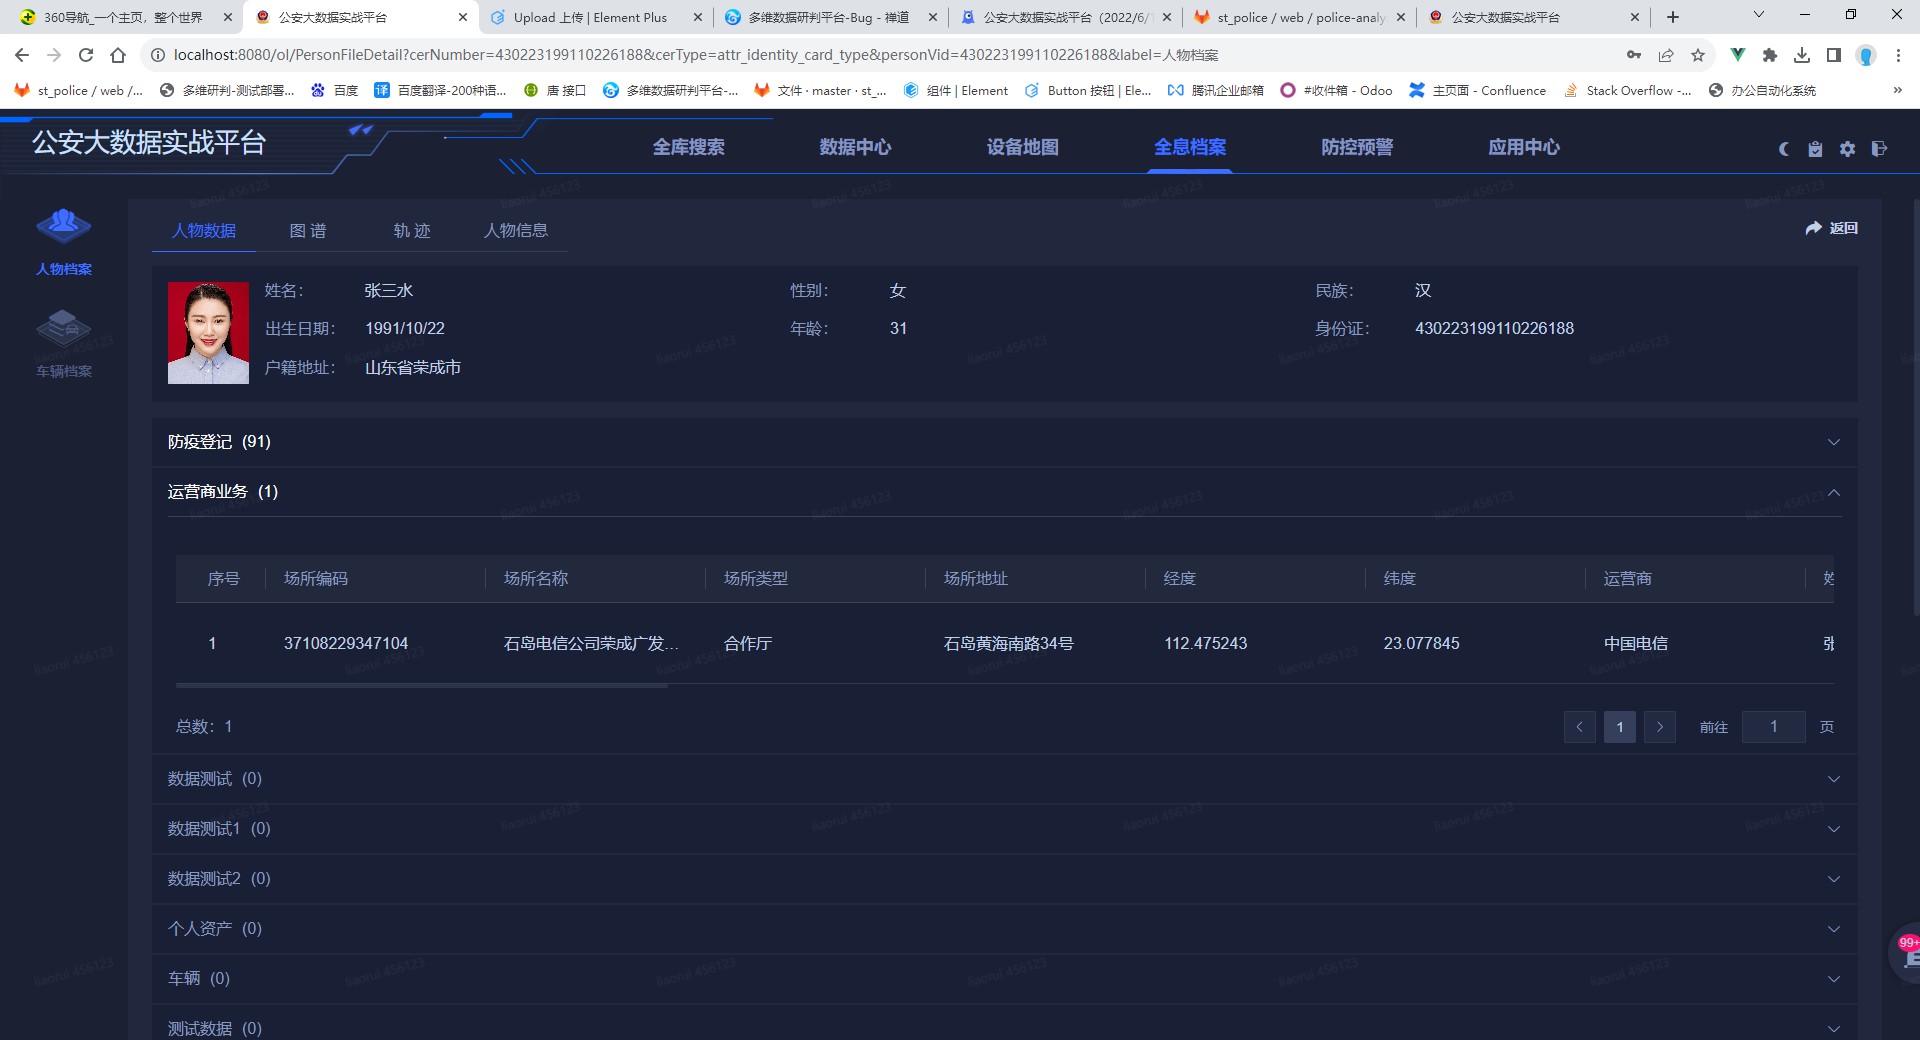 360导航_一个主页，整个世界
公安大数据实战平台
Upload 上传 | Element Plus
多维数据研判平台-Bug - 禅道
公安大数据实战平台（2022/6/
st_police / web / police-analy
公安大数据实战平台
localhost:8080/ol/PersonFileDetail?cerNumber=430223199110226188&cerType=attr_identity_card_type&personVid=430223199110226188&label=人物档案
st_police / web /...
多维研判-测试部署...
百度
译
百度翻译-200种语...
唐 接口
多维数据研判平台-...
文件 · master · st_...
组件 | Element
Button 按钮 | Ele...
腾讯企业邮箱
#收件箱 - Odoo
主页面 - Confluence
Stack Overflow -...
办公自动化系统
»
公安大数据实战平台
全库搜索
数据中心
设备地图
全息档案
防控预警
应用中心
人物档案
车辆档案
人物数据
图 谱
轨 迹
人物信息
返回
姓名：
张三水
性别：
女
民族：
汉
出生日期：
1991/10/22
年龄：
31
身份证：
430223199110226188
户籍地址：
山东省荣成市
防疫登记 (91)
运营商业务 (1)
序号
场所编码
场所名称
场所类型
场所地址
经度
纬度
运营商
姓
1
37108229347104
石岛电信公司荣成广发...
合作厅
石岛黄海南路34号
112.475243
23.077845
中国电信
张
总数：1
1
前往
1
页
数据测试 (0)
数据测试1 (0)
数据测试2 (0)
个人资产 (0)
车辆 (0)
测试数据 (0)
99+
liaorui 456123